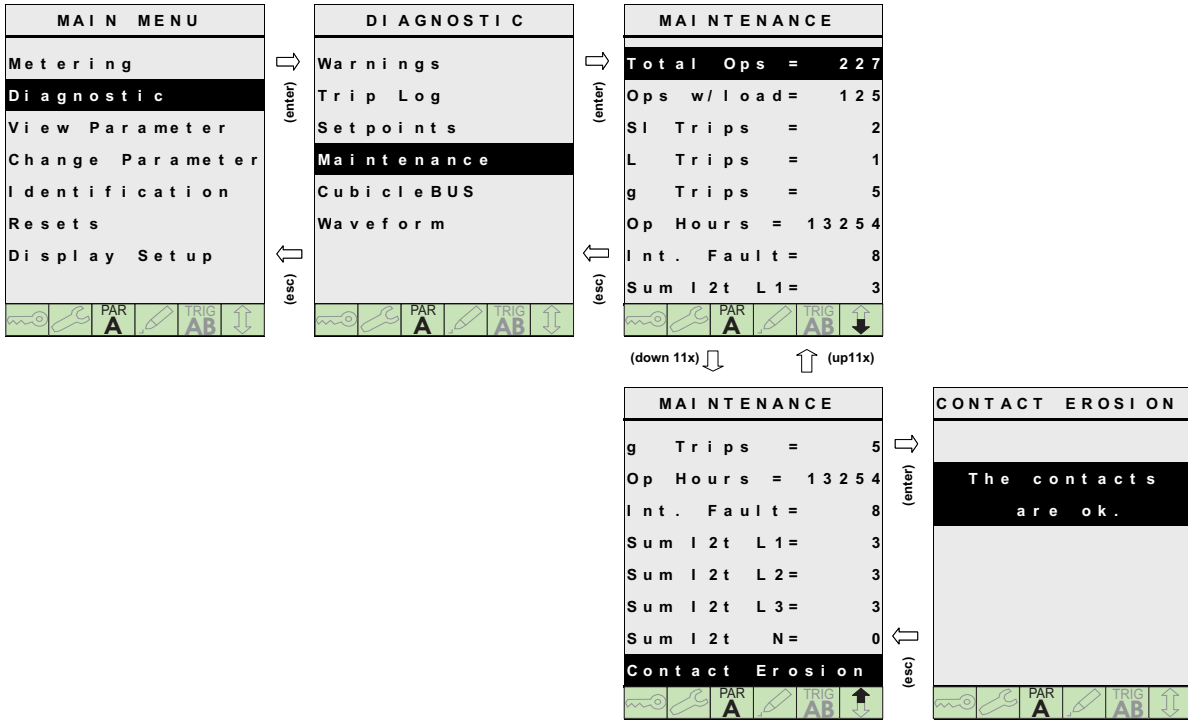 MAIN MENU
Metering
Diagnostic
View Parameter
Change Parameter
Identification
Resets
Display Setup
PAR
A
TRIG
AB
(enter)
(esc)
DIAGNOSTIC
Warnings
Trip Log
Setpoints
Maintenance
CubicleBUS
Waveform
PAR
A
TRIG
AB
(enter)
(esc)
MAINTENANCE
Total Ops = 227
Ops w/load= 125
SI Trips = 2
L Trips = 1
g Trips = 5
Op Hours = 13254
Int. Fault= 8
Sum I2t L1= 3
PAR
A
TRIG
AB
(down 11x)
(up11x)
MAINTENANCE
g Trips = 5
Op Hours = 13254
Int. Fault= 8
Sum I2t L1= 3
Sum I2t L2= 3
Sum I2t L3= 3
Sum I2t N= 0
Contact Erosion
PAR
A
TRIG
AB
(enter)
(esc)
CONTACT EROSION
The contacts
are ok.
PAR
A
TRIG
AB